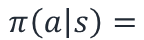 π(a|s) =